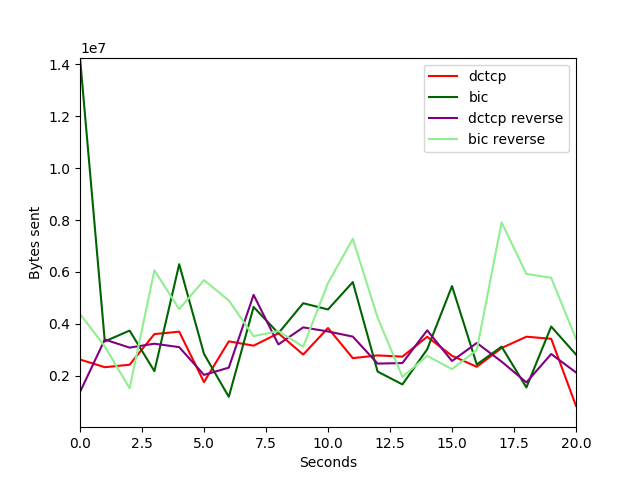 1e7
1.4
1.2
1.0
0.8
0.6
0.4
0.2
Bytes sent
dctcp
bic
dctcp reverse
bic reverse
0.0 2.5 5.0 7.5 10.0 12.5 15.0 17.5 20.0
Seconds